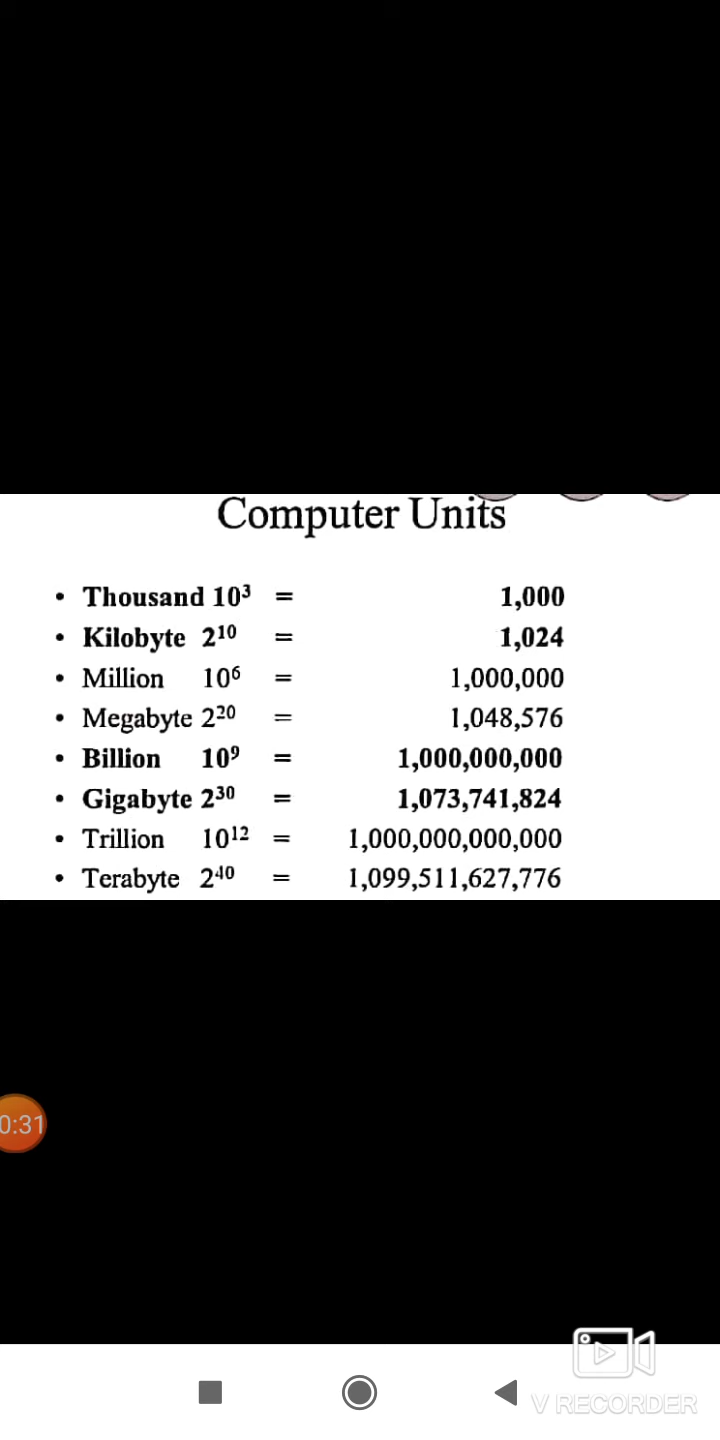 Computer Units
• Thousand 10³ = 1,000
• Kilobyte 2¹⁰ = 1,024
• Million 10⁶ = 1,000,000
• Megabyte 2²⁰ = 1,048,576
• Billion 10⁹ = 1,000,000,000
• Gigabyte 2³⁰ = 1,073,741,824
• Trillion 10¹² = 1,000,000,000,000
• Terabyte 2⁴⁰ = 1,099,511,627,776
0:31
V RECORDER